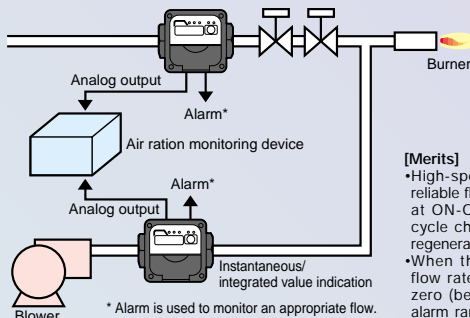 Burner
Analog output
Alarm*
Air ration monitoring device
Alarm*
Analog output
Instantaneous/
integrated value indication
Blower
* Alarm is used to monitor an appropriate flow.
[Merits]
•High-spe
reliable fl
at ON-O
cycle ch
regenera
•When th
flow rate
zero (be
alarm ra